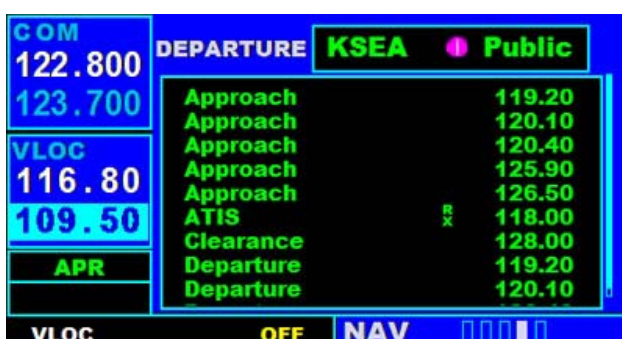 COM
122.800
123.700
VLOC
116.80
109.50
APR
DEPARTURE KSEA Public
Approach 119.20
Approach 120.10
Approach 120.40
Approach 125.90
Approach 126.50
ATIS RX 118.00
Clearance 128.00
Departure 119.20
Departure 120.10
VLOC OFF NAV